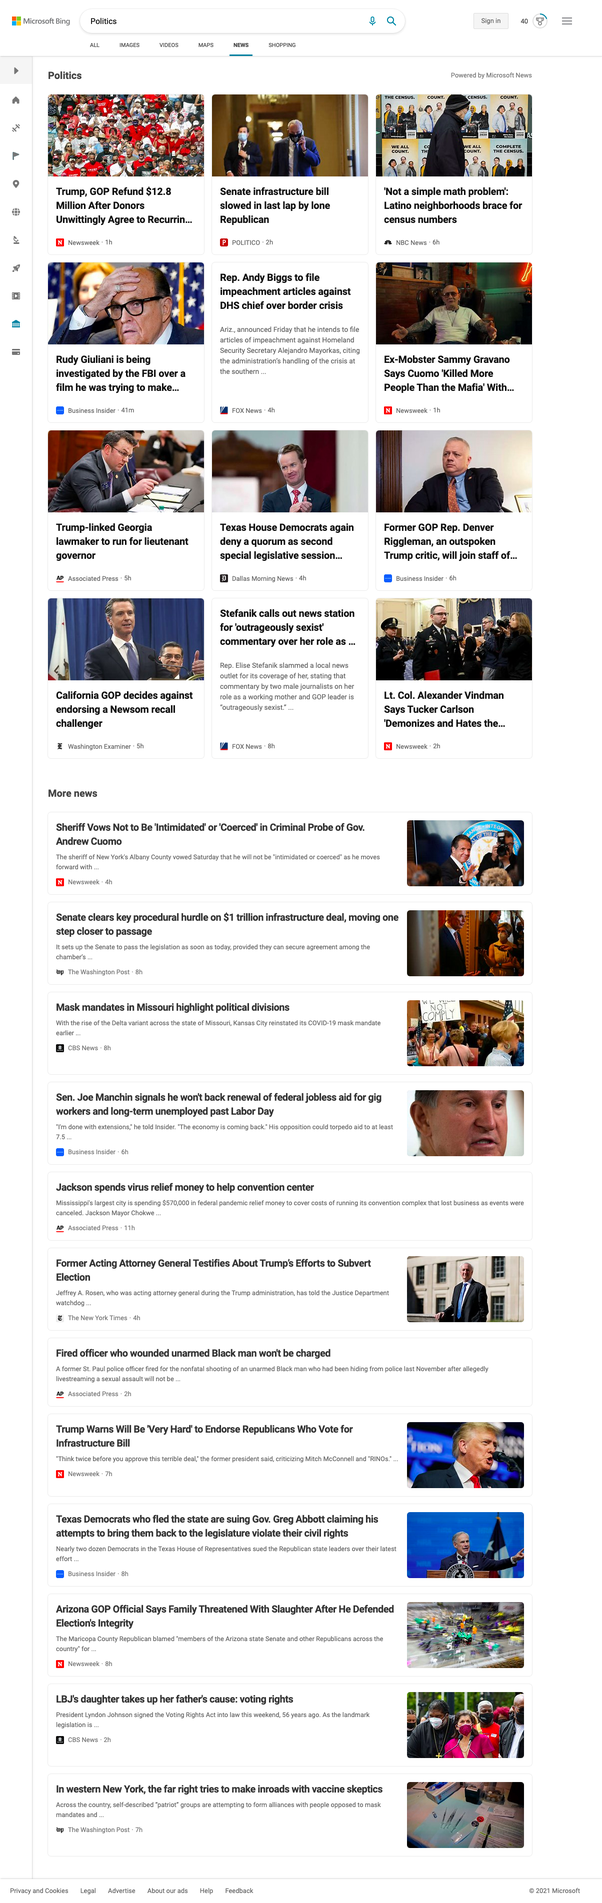 Microsoft Bing
Politics
Sign in
40
ALL
IMAGES
VIDEOS
MAPS
NEWS
SHOPPING
Politics
Powered by Microsoft News
Trump, GOP Refund $12.8
Million After Donors
Unwittingly Agree to Recurrin...
Newsweek · 1h
Senate infrastructure bill
slowed in last lap by lone
Republican
POLITICO · 2h
THE CENSUS.
WE ALL COUNT.
COMPLETE THE CENSUS.
'Not a simple math problem':
Latino neighborhoods brace for
census numbers
NBC News · 6h
Rudy Giuliani is being
investigated by the FBI over a
film he was trying to make...
Business Insider · 41m
Rep. Andy Biggs to file
impeachment articles against
DHS chief over border crisis
Ariz., announced Friday that he intends to file
articles of impeachment against Homeland
Security Secretary Alejandro Mayorkas, citing
the administration's handling of the crisis at
the southern ...
FOX News · 4h
Ex-Mobster Sammy Gravano
Says Cuomo 'Killed More
People Than the Mafia' With...
Newsweek · 1h
Trump-linked Georgia
lawmaker to run for lieutenant
governor
AP Associated Press · 5h
Texas House Democrats again
deny a quorum as second
special legislative session...
Dallas Morning News · 4h
Former GOP Rep. Denver
Riggleman, an outspoken
Trump critic, will join staff of...
Business Insider · 6h
California GOP decides against
endorsing a Newsom recall
challenger
Washington Examiner · 5h
Stefanik calls out news station
for 'outrageously sexist'
commentary over her role as ...
Rep. Elise Stefanik slammed a local news
outlet for its coverage of her, stating that
commentary by two male journalists on her
role as a working mother and GOP leader is
"outrageously sexist." ...
FOX News · 8h
Lt. Col. Alexander Vindman
Says Tucker Carlson
'Demonizes and Hates the...
Newsweek · 2h
More news
Sheriff Vows Not to Be 'Intimidated' or 'Coerced' in Criminal Probe of Gov.
Andrew Cuomo
The sheriff of New York's Albany County vowed Saturday that he will not be "intimidated or coerced" as he moves
forward with ...
Newsweek · 4h
Senate clears key procedural hurdle on $1 trillion infrastructure deal, moving one
step closer to passage
It sets up the Senate to pass the legislation as soon as today, provided they can secure agreement among the
chamber's ...
wp The Washington Post · 8h
Mask mandates in Missouri highlight political divisions
With the rise of the Delta variant across the state of Missouri, Kansas City reinstated its COVID-19 mask mandate
earlier ...
CBS News · 8h
NOT
COMPLY
Sen. Joe Manchin signals he won't back renewal of federal jobless aid for gig
workers and long-term unemployed past Labor Day
"I'm done with extensions," he told Insider. "The economy is coming back." His opposition could torpedo aid to at least
7.5 ...
Business Insider · 6h
Jackson spends virus relief money to help convention center
Mississippi's largest city is spending $570,000 in federal pandemic relief money to cover costs of running its convention complex that lost business as events were
canceled. Jackson Mayor Chokwe ...
AP Associated Press · 11h
Former Acting Attorney General Testifies About Trump's Efforts to Subvert
Election
Jeffrey A. Rosen, who was acting attorney general during the Trump administration, has told the Justice Department
watchdog ...
The New York Times · 4h
Fired officer who wounded unarmed Black man won't be charged
A former St. Paul police officer fired for the nonfatal shooting of an unarmed Black man who had been hiding from police last November after allegedly
livestreaming a sexual assault will not be ...
AP Associated Press · 2h
Trump Warns Will Be 'Very Hard' to Endorse Republicans Who Vote for
Infrastructure Bill
"Think twice before you approve this terrible deal," the former president said, criticizing Mitch McConnell and "RINOs." ...
Newsweek · 7h
Texas Democrats who fled the state are suing Gov. Greg Abbott claiming his
attempts to bring them back to the legislature violate their civil rights
Nearly two dozen Democrats in the Texas House of Representatives sued the Republican state leaders over their latest
effort ...
Business Insider · 8h
Arizona GOP Official Says Family Threatened With Slaughter After He Defended
Election's Integrity
The Maricopa County Republican blamed "members of the Arizona state Senate and other Republicans across the
country" for ...
Newsweek · 8h
LBJ's daughter takes up her father's cause: voting rights
President Lyndon Johnson signed the Voting Rights Act into law this weekend, 56 years ago. As the landmark
legislation is ...
CBS News · 2h
In western New York, the far right tries to make inroads with vaccine skeptics
Across the country, self-described "patriot" groups are attempting to form alliances with people opposed to mask
mandates and ...
wp The Washington Post · 7h
Privacy and Cookies
Legal
Advertise
About our ads
Help
Feedback
© 2021 Microsoft